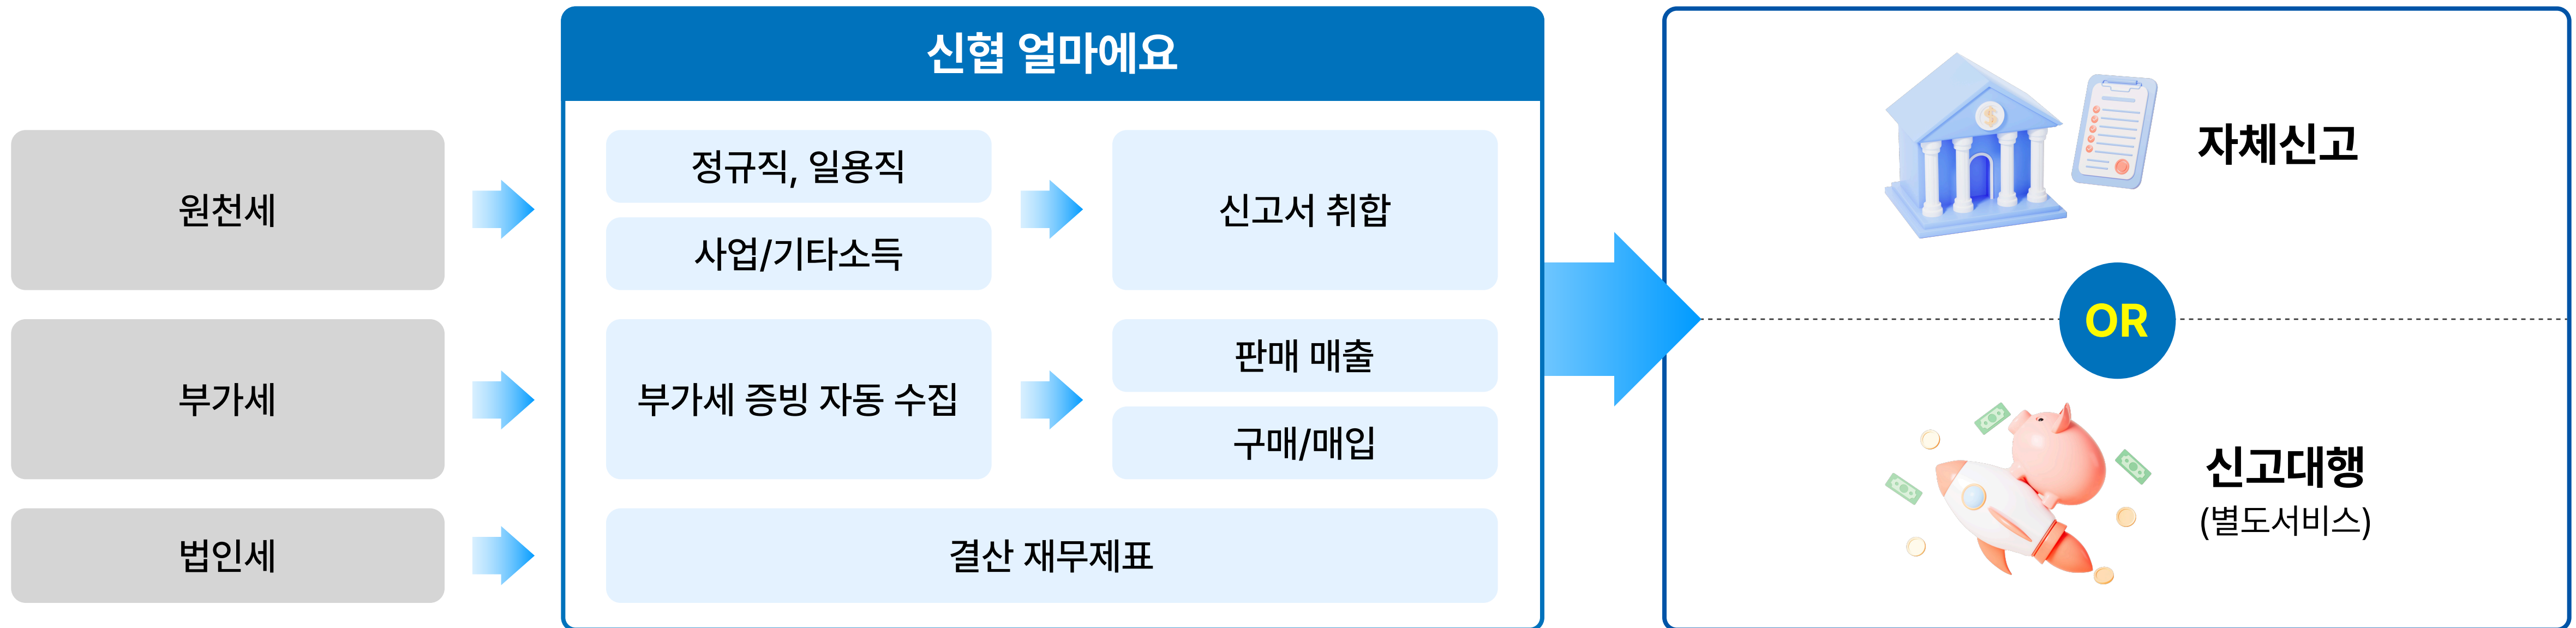 신협 얼마에요
원천세
정규직, 일용직
사업/기타소득
신고서 취합
부가세
부가세 증빙 자동 수집
판매 매출
구매/매입
법인세
결산 재무제표
자체신고
OR
신고대행
(별도서비스)